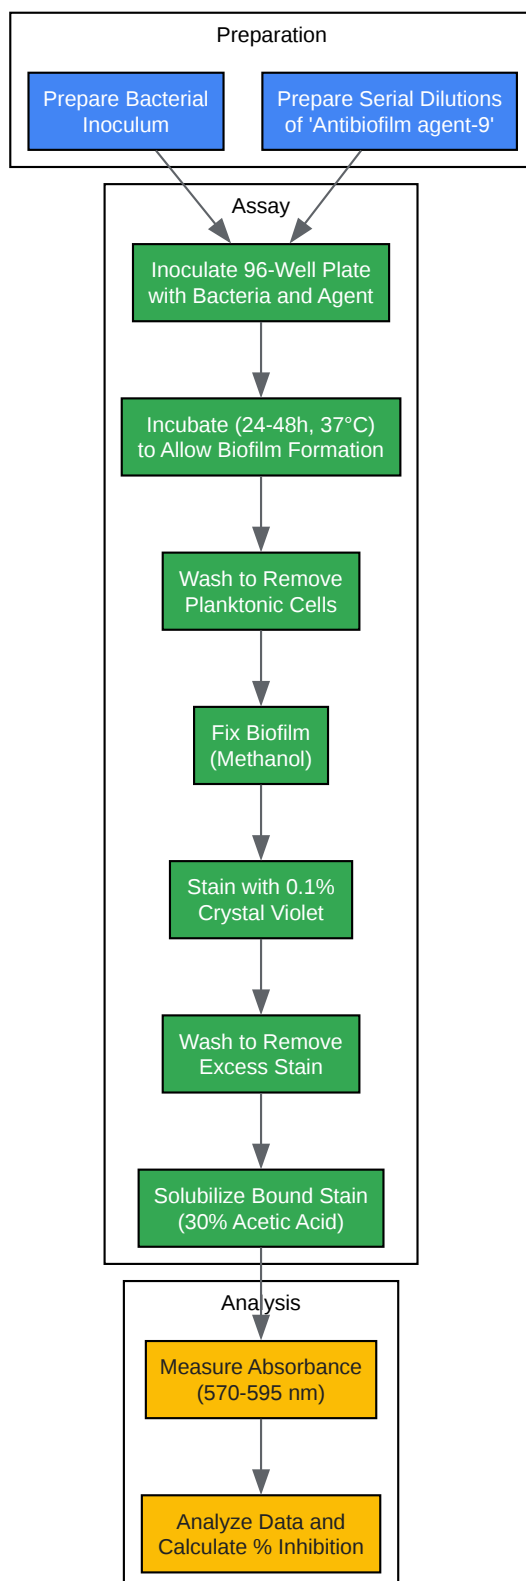 Preparation
Prepare Bacterial
Inoculum
Prepare Serial Dilutions
of 'Antibiofilm agent-9'
Assay
Inoculate 96-Well Plate
with Bacteria and Agent
Incubate (24-48h, 37°C)
to Allow Biofilm Formation
Wash to Remove
Planktonic Cells
Fix Biofilm
(Methanol)
Stain with 0.1%
Crystal Violet
Wash to Remove
Excess Stain
Solubilize Bound Stain
(30% Acetic Acid)
Analysis
Measure Absorbance
(570-595 nm)
Analyze Data and
Calculate % Inhibition